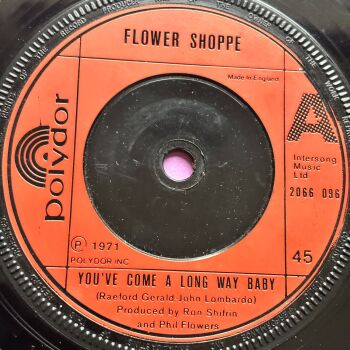 FLOWER SHOPPE
Made in England
polydor
A
Intersong
Music
Ltd
2066 096
Ⓟ 1971
POLYDOR INC
45
YOU'VE COME A LONG WAY BABY
(Raeford Gerald-John Lombardo)
Produced by Ron Shifrin
and Phil Flowers